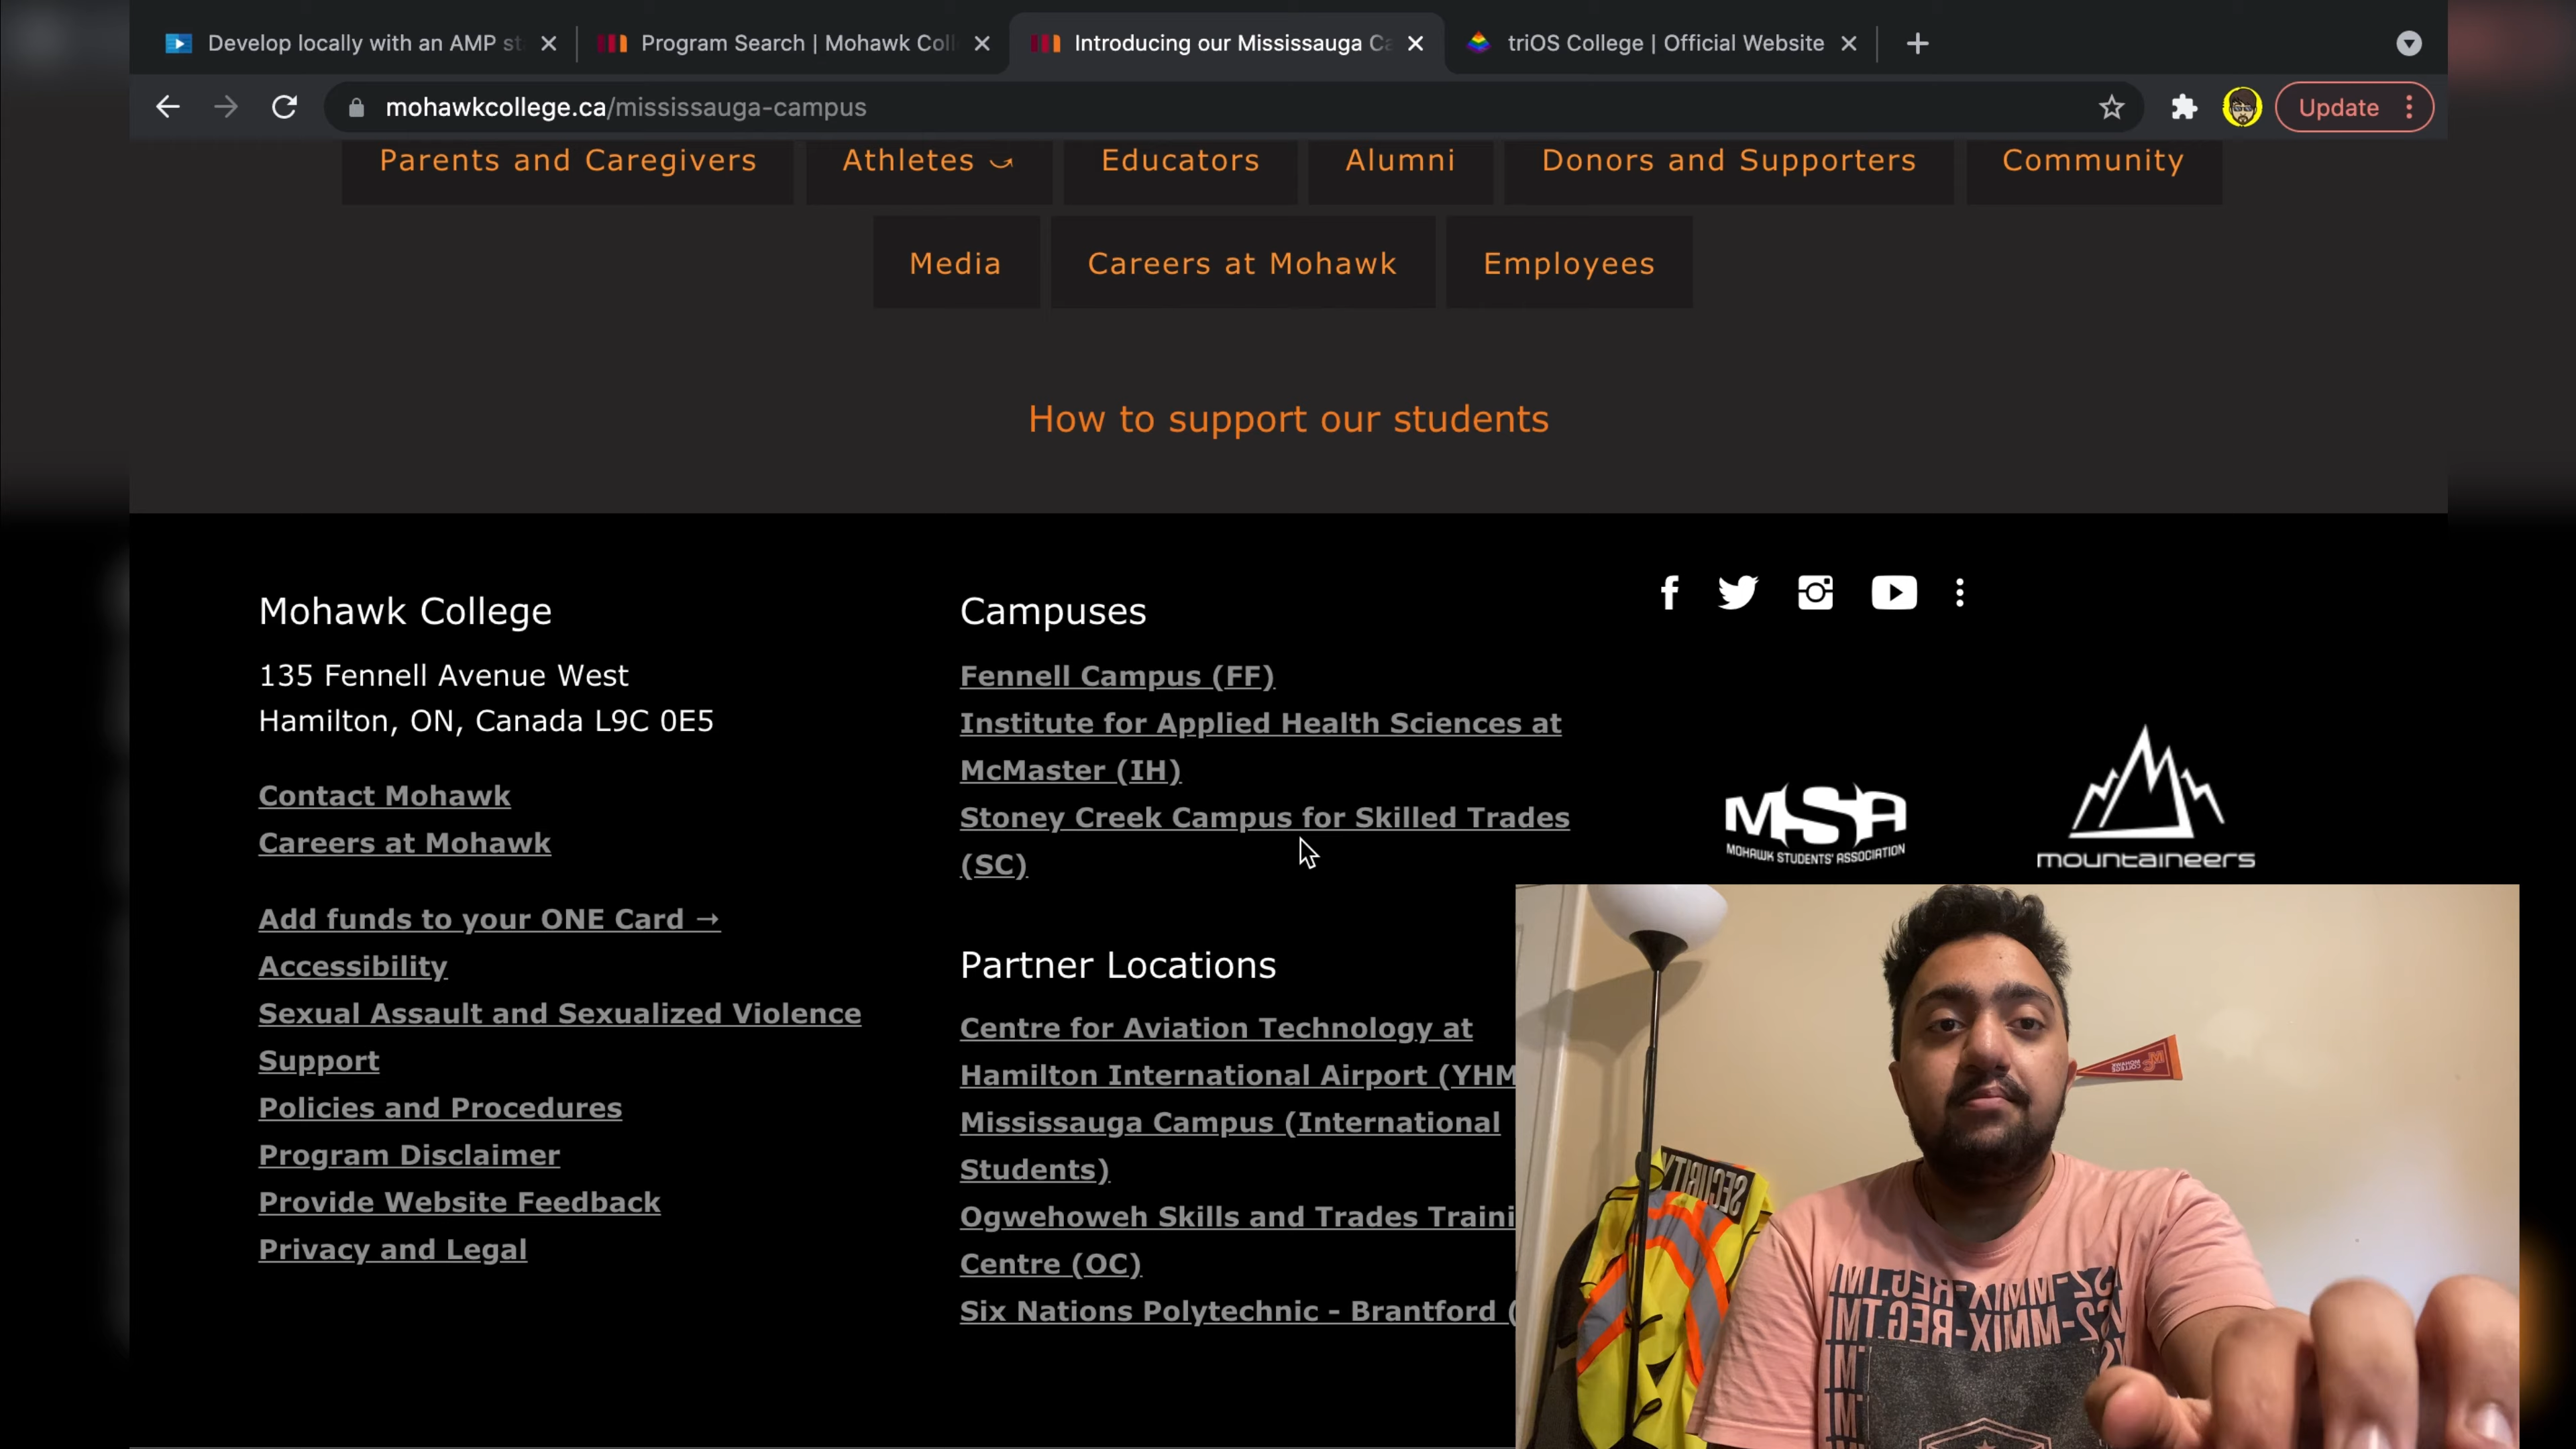 Develop locally with an AMP st
Program Search | Mohawk Coll
Introducing our Mississauga Ca
triOS College | Official Website
mohawkcollege.ca/mississauga-campus
Update
Parents and Caregivers
Athletes
Educators
Alumni
Donors and Supporters
Community
Media
Careers at Mohawk
Employees
How to support our students
Mohawk College
135 Fennell Avenue West
Hamilton, ON, Canada L9C 0E5
Contact Mohawk
Careers at Mohawk
Add funds to your ONE Card →
Accessibility
Sexual Assault and Sexualized Violence
Support
Policies and Procedures
Program Disclaimer
Provide Website Feedback
Privacy and Legal
Campuses
Fennell Campus (FF)
Institute for Applied Health Sciences at
McMaster (IH)
Stoney Creek Campus for Skilled Trades
(SC)
Partner Locations
Centre for Aviation Technology at
Hamilton International Airport (YHM
Mississauga Campus (International
Students)
Ogwehoweh Skills and Trades Traini
Centre (OC)
Six Nations Polytechnic - Brantford (
MSA
MOHAWK STUDENTS' ASSOCIATION
mountaineers
SECURITY
MOHAWK
COLLEGE